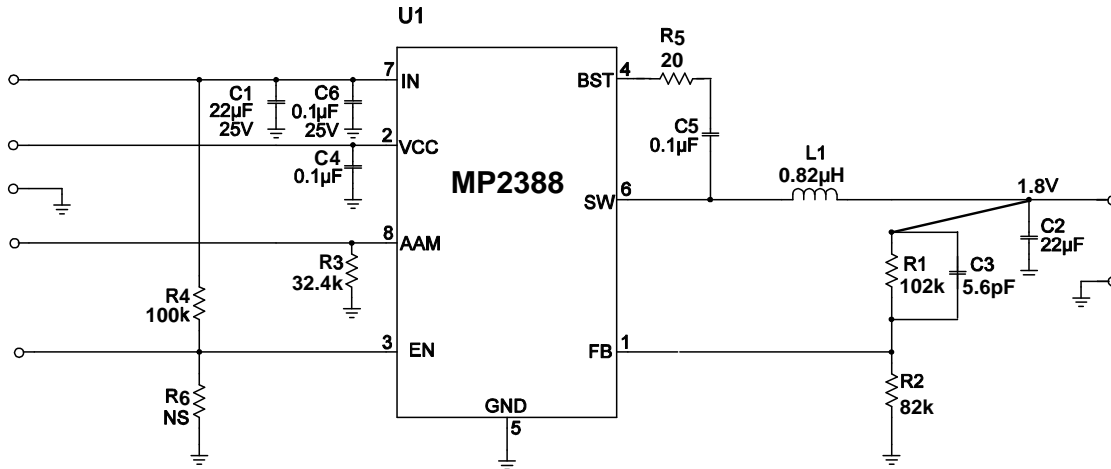 U1
R5
20
7
IN
BST
4
C1
22µF
25V
C6
0.1µF
25V
C5
0.1µF
2
VCC
C4
0.1µF
MP2388
L1
0.82µH
SW
6
1.8V
8
AAM
R3
32.4k
C2
22µF
R1
102k
C3
5.6pF
R4
100k
3
EN
FB
1
R6
NS
R2
82k
GND
5